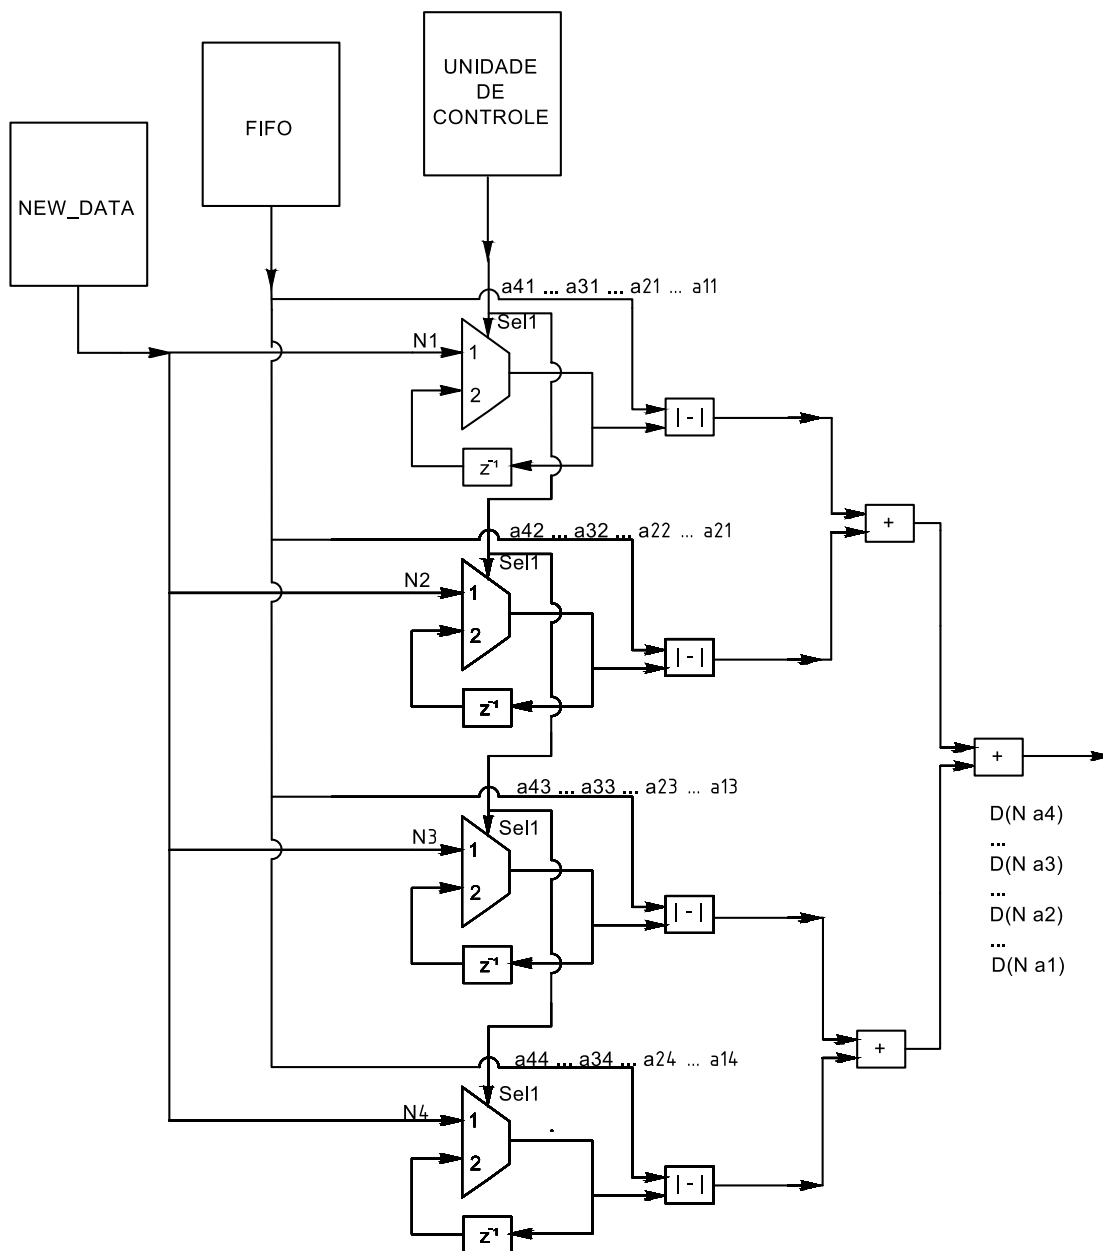 UNIDADE
DE
CONTROLE
FIFO
NEW_DATA
a41 ... a31 ... a21 ... a11
Sel1
N1
1
2
| - |
z⁻¹
+
a42 ... a32 ... a22 ... a21
Sel1
N2
1
2
| - |
z⁻¹
+
a43 ... a33 ... a23 ... a13
Sel1
N3
1
2
| - |
z⁻¹
D(N a4)
...
D(N a3)
...
D(N a2)
...
D(N a1)
+
a44 ... a34 ... a24 ... a14
Sel1
N4
1
2
| - |
z⁻¹